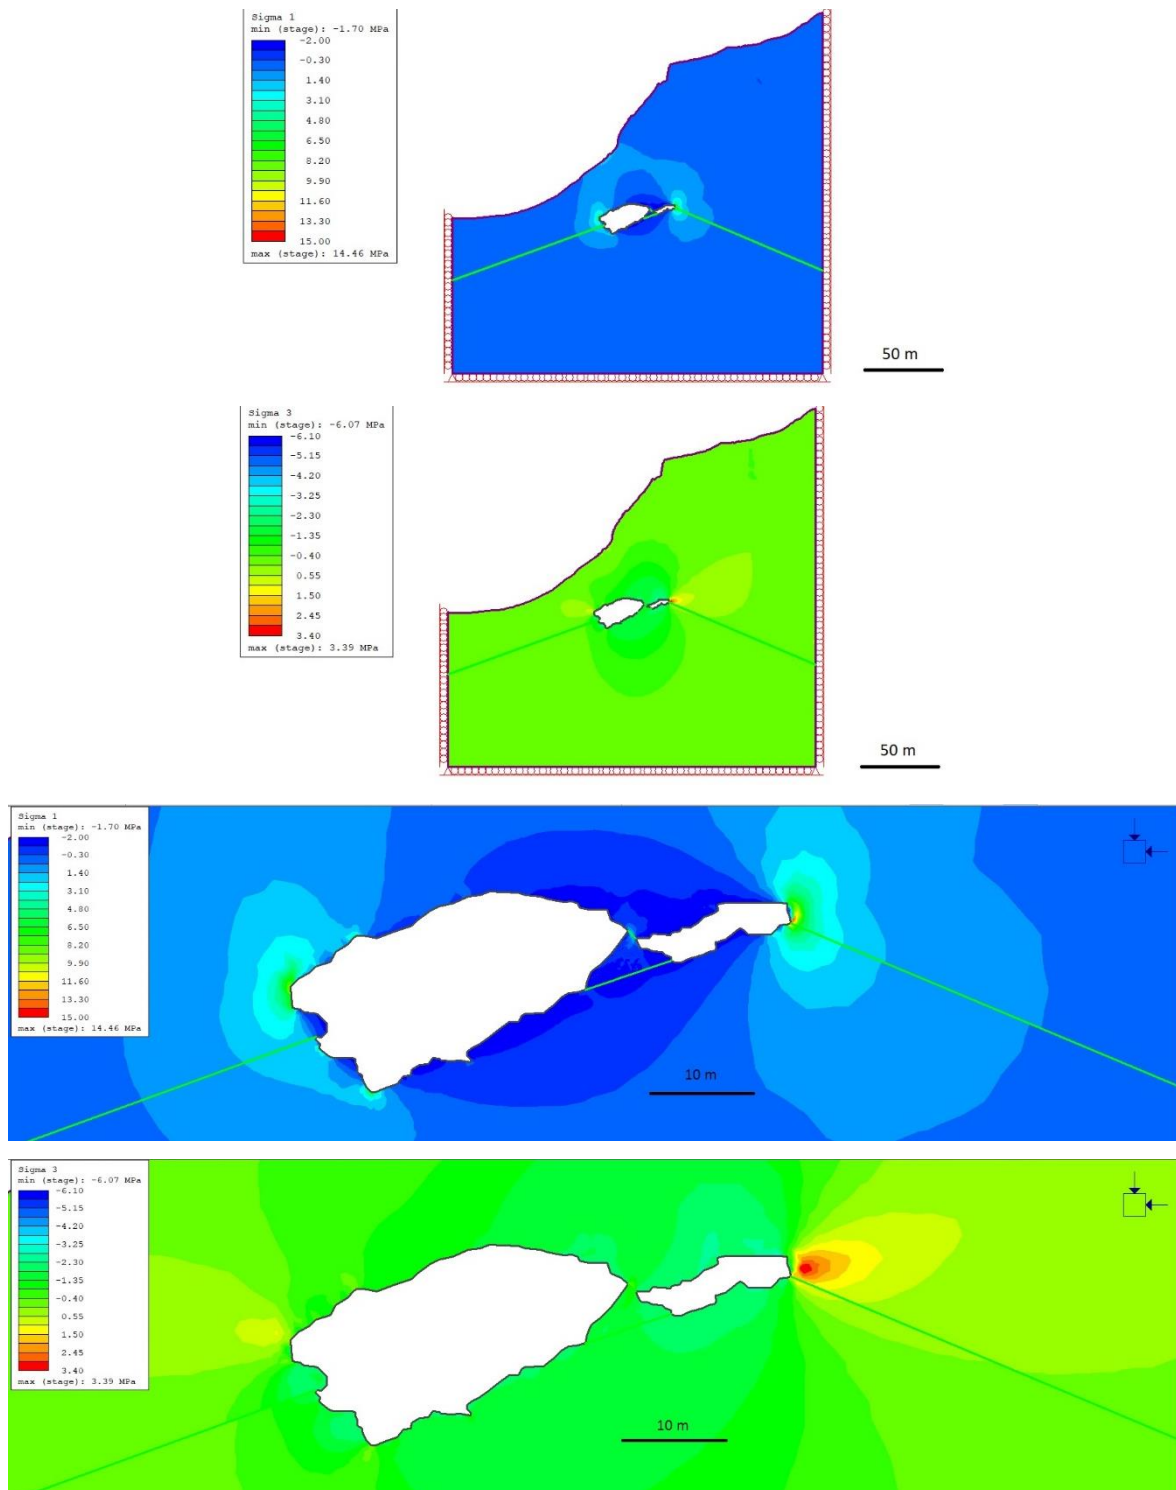 Sigma 1
min (stage): -1.70 MPa
-2.00
-0.30
1.40
3.10
4.80
6.50
8.20
9.90
11.60
13.30
15.00
max (stage): 14.46 MPa
50 m
Sigma 3
min (stage): -6.07 MPa
-6.10
-5.15
-4.20
-3.25
-2.30
-1.35
-0.40
0.55
1.50
2.45
3.40
max (stage): 3.39 MPa
50 m
Sigma 1
min (stage): -1.70 MPa
-2.00
-0.30
1.40
3.10
4.80
6.50
8.20
9.90
11.60
13.30
15.00
max (stage): 14.46 MPa
10 m
Sigma 3
min (stage): -6.07 MPa
-6.10
-5.15
-4.20
-3.25
-2.30
-1.35
-0.40
0.55
1.50
2.45
3.40
max (stage): 3.39 MPa
10 m